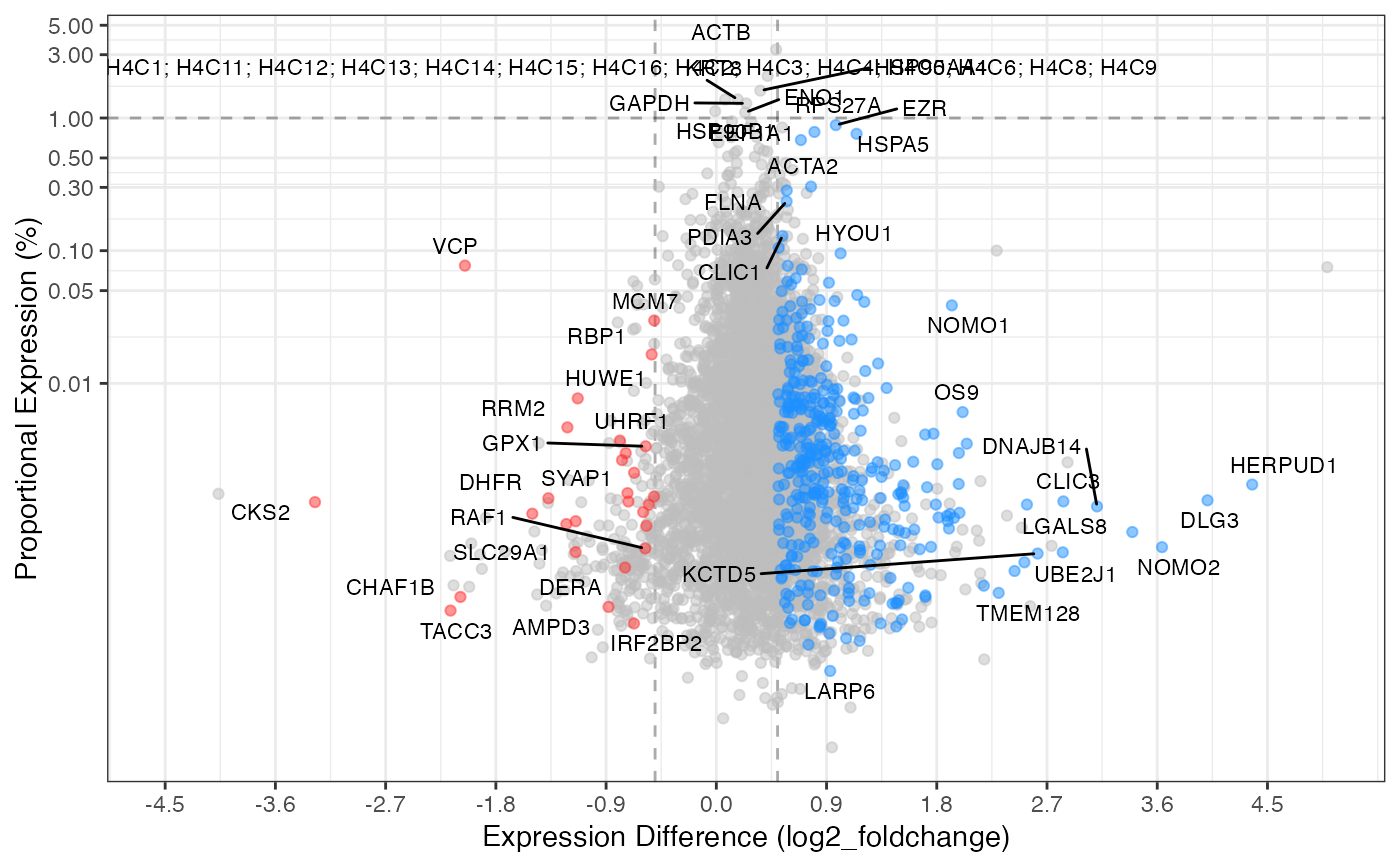 ACTB
5.00
3.00
H4C1; H4C11; H4C12; H4C13; H4C14; H4C15; H4C16; H4C2; H4C3; H4C4; H4C5; H4C6; H4C8; H4C9
KRT8
HSP90AA1
GAPDH
ENO1
RPS27A
EZR
1.00
HSP90B1
EEF1A1
HSPA5
0.50
ACTA2
0.30
FLNA
PDIA3
HYOU1
VCP
0.10
CLIC1
0.05
MCM7
NOMO1
RBP1
HUWE1
0.01
OS9
RRM2
UHRF1
GPX1
DNAJB14
HERPUD1
DHFR
SYAP1
CLIC3
CKS2
RAF1
LGALS8
DLG3
SLC29A1
KCTD5
UBE2J1
NOMO2
CHAF1B
DERA
TMEM128
TACC3
AMPD3
IRF2BP2
LARP6
Proportional Expression (%)
-4.5 -3.6 -2.7 -1.8 -0.9 0.0 0.9 1.8 2.7 3.6 4.5
Expression Difference (log2_foldchange)